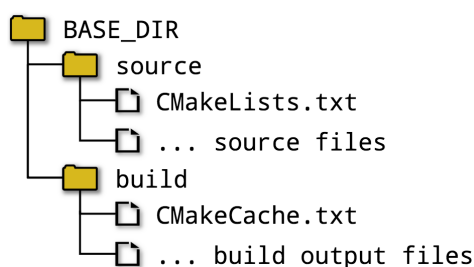 BASE_DIR
source
CMakeLists.txt
... source files
build
CMakeCache.txt
... build output files